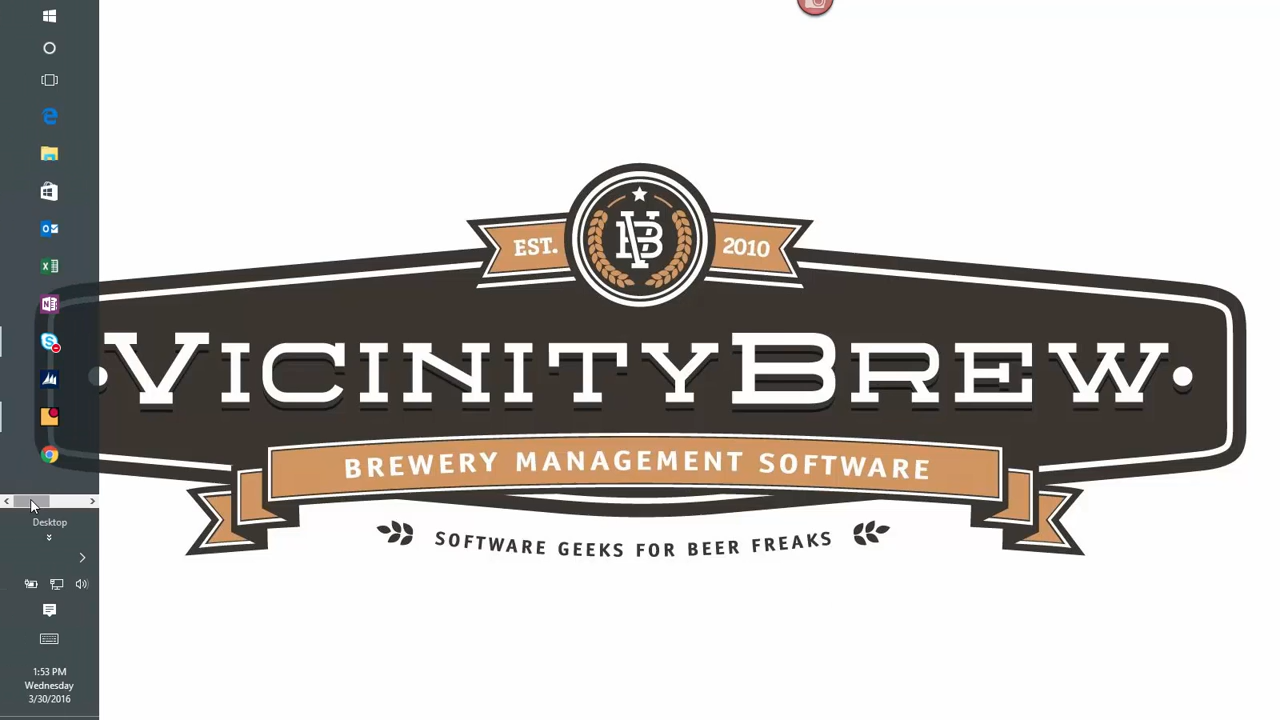 EST.
VB
2010
VICINITYBREW
BREWERY MANAGEMENT SOFTWARE
SOFTWARE GEEKS FOR BEER FREAKS
Desktop
1:53 PM
Wednesday
3/30/2016